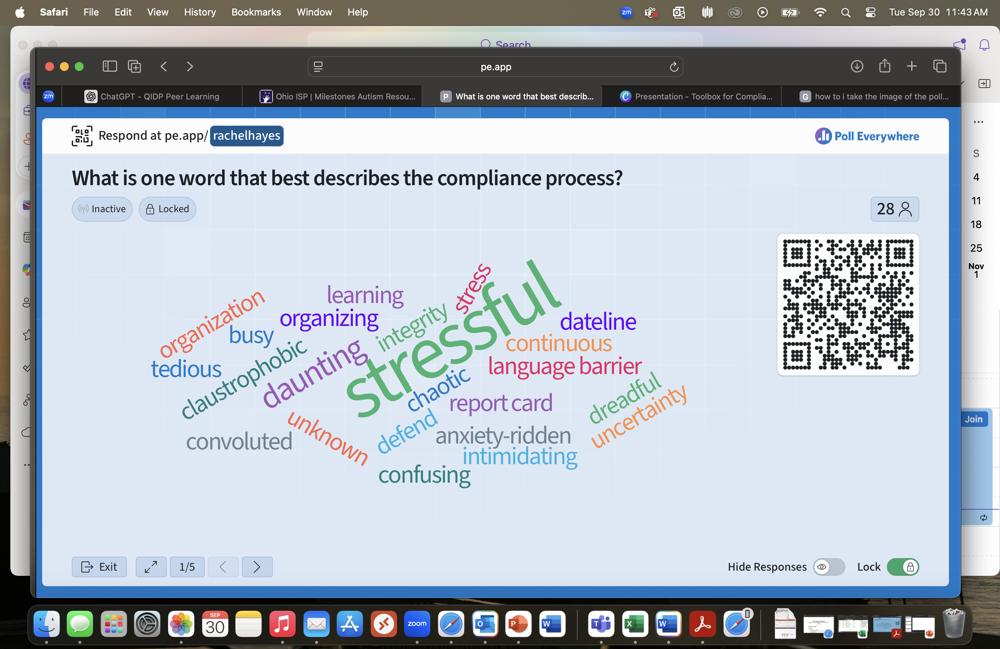 Safari File Edit View History Bookmarks Window Help zm Tue Sep 30 11:43 AM
Search
pe.app
zm ChatGPT - QIDP Peer Learning Ohio ISP | Milestones Autism Resou... P What is one word that best describ... C Presentation - Toolbox for Complia... G how to i take the image of the poll...
Respond at pe.app/ rachelhayes Poll Everywhere
What is one word that best describes the compliance process?
Inactive Locked 28
stress
learning
organization
stressful
integrity
organizing
dateline
busy
continuous
claustrophobic
daunting
tedious
language barrier
chaotic
report card
dreadful
uncertainty
unknown
defend
convoluted
anxiety-ridden
intimidating
confusing
Exit 1/5 Hide Responses Lock
S
4
11
18
25
Nov
1
Join
SEP
30
zoom
O
P
W
T
X
W
PDF